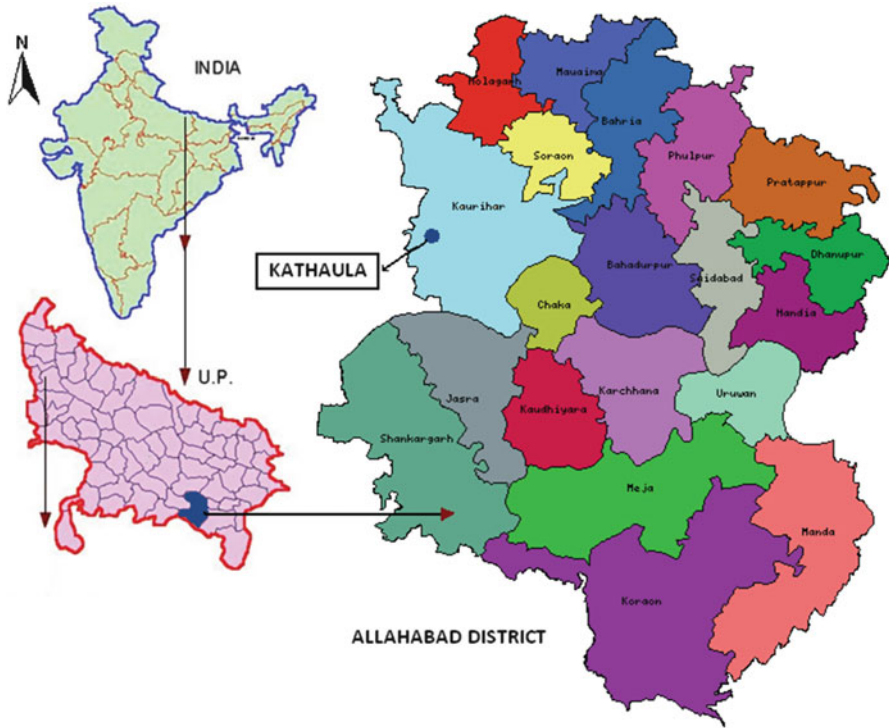 N
INDIA
Holagarh
Mauaima
Bahria
Soraon
Phulpur
Pratappur
Kaurihar
KATHAULA
Bahadurpur
Saidabad
Dhanupur
Chaka
Handia
U.P.
Jasra
Kaudhiyara
Karchhana
Uruwan
Shankargarh
Meja
Manda
Koraon
ALLAHABAD DISTRICT